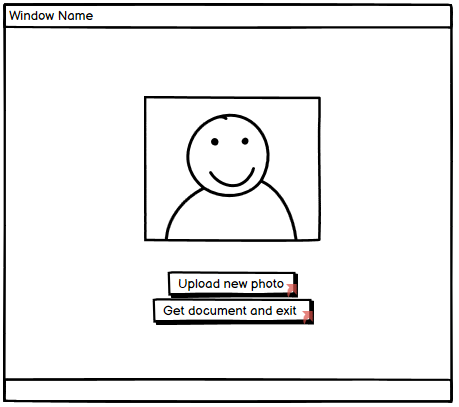 Window Name
Upload new photo
Get document and exit